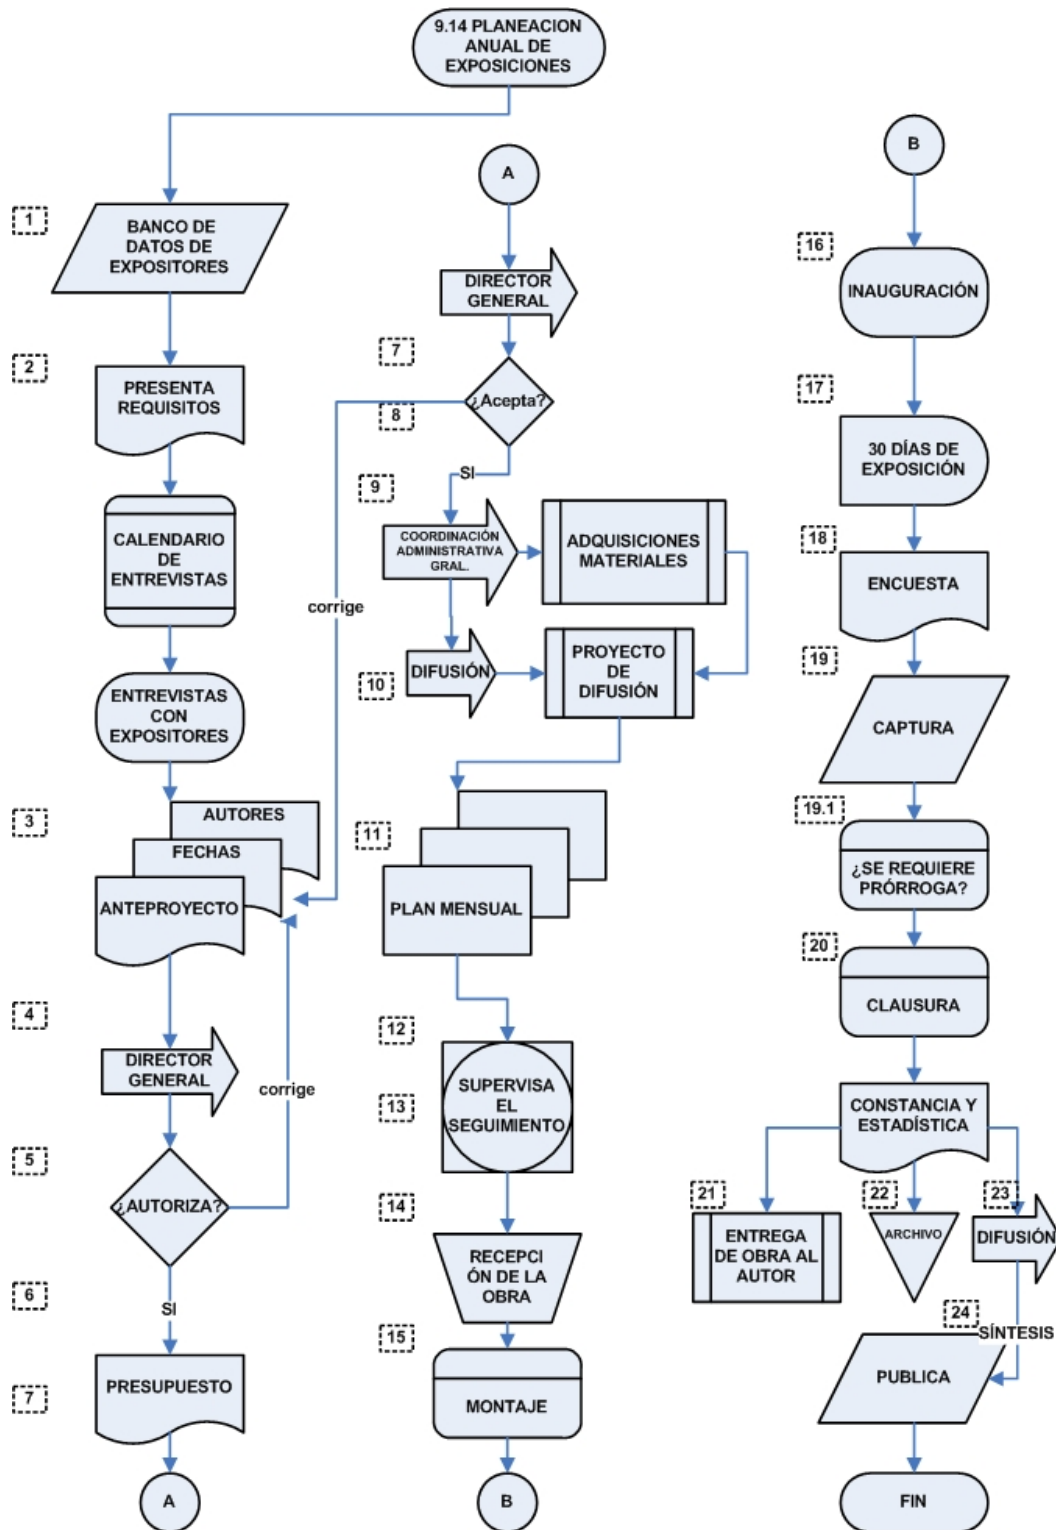 9.14 PLANEACION
ANUAL DE
EXPOSICIONES
1
BANCO DE
DATOS DE
EXPOSITORES
2
PRESENTA
REQUISITOS
CALENDARIO
DE
ENTREVISTAS
ENTREVISTAS
CON
EXPOSITORES
3
AUTORES
FECHAS
ANTEPROYECTO
4
DIRECTOR
GENERAL
corrige
5
¿AUTORIZA?
6
SI
7
PRESUPUESTO
A
A
DIRECTOR
GENERAL
7
8
¿Acepta?
corrige
SI
9
COORDINACIÓN
ADMINISTRATIVA
GRAL.
ADQUISICIONES
MATERIALES
10
DIFUSIÓN
PROYECTO
DE
DIFUSIÓN
11
PLAN MENSUAL
12
13
SUPERVISA
EL
SEGUIMIENTO
14
RECEPCI
ÓN DE LA
OBRA
15
MONTAJE
B
B
16
INAUGURACIÓN
17
30 DÍAS DE
EXPOSICIÓN
18
ENCUESTA
19
CAPTURA
19.1
¿SE REQUIERE
PRÓRROGA?
20
CLAUSURA
CONSTANCIA Y
ESTADÍSTICA
21
ENTREGA
DE OBRA AL
AUTOR
22
ARCHIVO
23
DIFUSIÓN
24
SÍNTESIS
PUBLICA
FIN